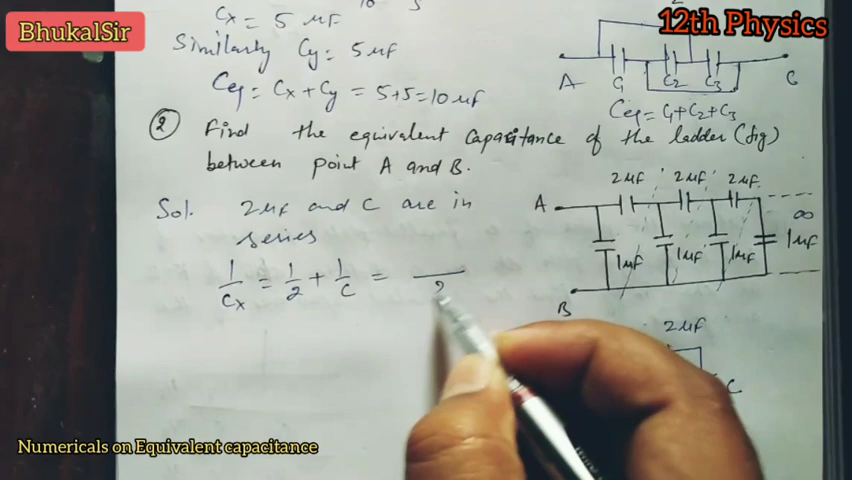 BhukalSir
12th Physics
Cx = 5 μF
Similarly Cy = 5 μF
Ceq = Cx + Cy = 5+5 = 10 μF
A C1 C2 C3 C
Ceq = C1+C2+C3
② Find the equivalent capacitance of the ladder (fig)
between point A and B.
Sol. 2μF and C are in
series
1/Cx = 1/2 + 1/C =
2μF 2μF 2μF
A
∞
1μF 1μF 1μF 1μF
B
2μF
C
Numericals on Equivalent capacitance